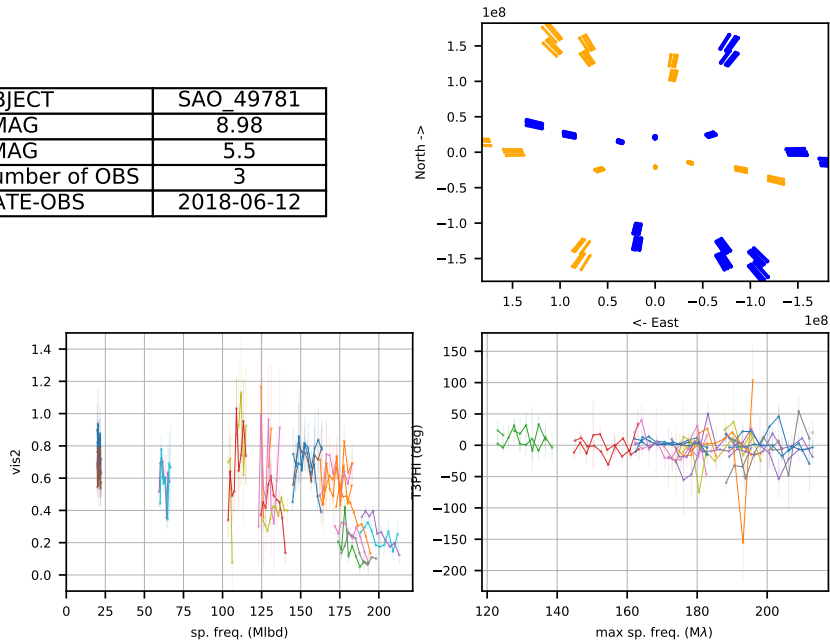 BJECT SAO_49781
MAG 8.98
MAG 5.5
umber of OBS 3
ATE-OBS 2018-06-12
1e8
1.5
1.0
0.5
0.0
−0.5
−1.0
−1.5
North ->
1.5 1.0 0.5 0.0 −0.5 −1.0 −1.5
<- East 1e8
1.4
1.2
1.0
0.8
0.6
0.4
0.2
0.0
vis2
0 25 50 75 100 125 150 175 200
sp. freq. (Mlbd)
150
100
50
0
−50
−100
−150
−200
T3PHI (deg)
120 140 160 180 200
max sp. freq. (Mλ)